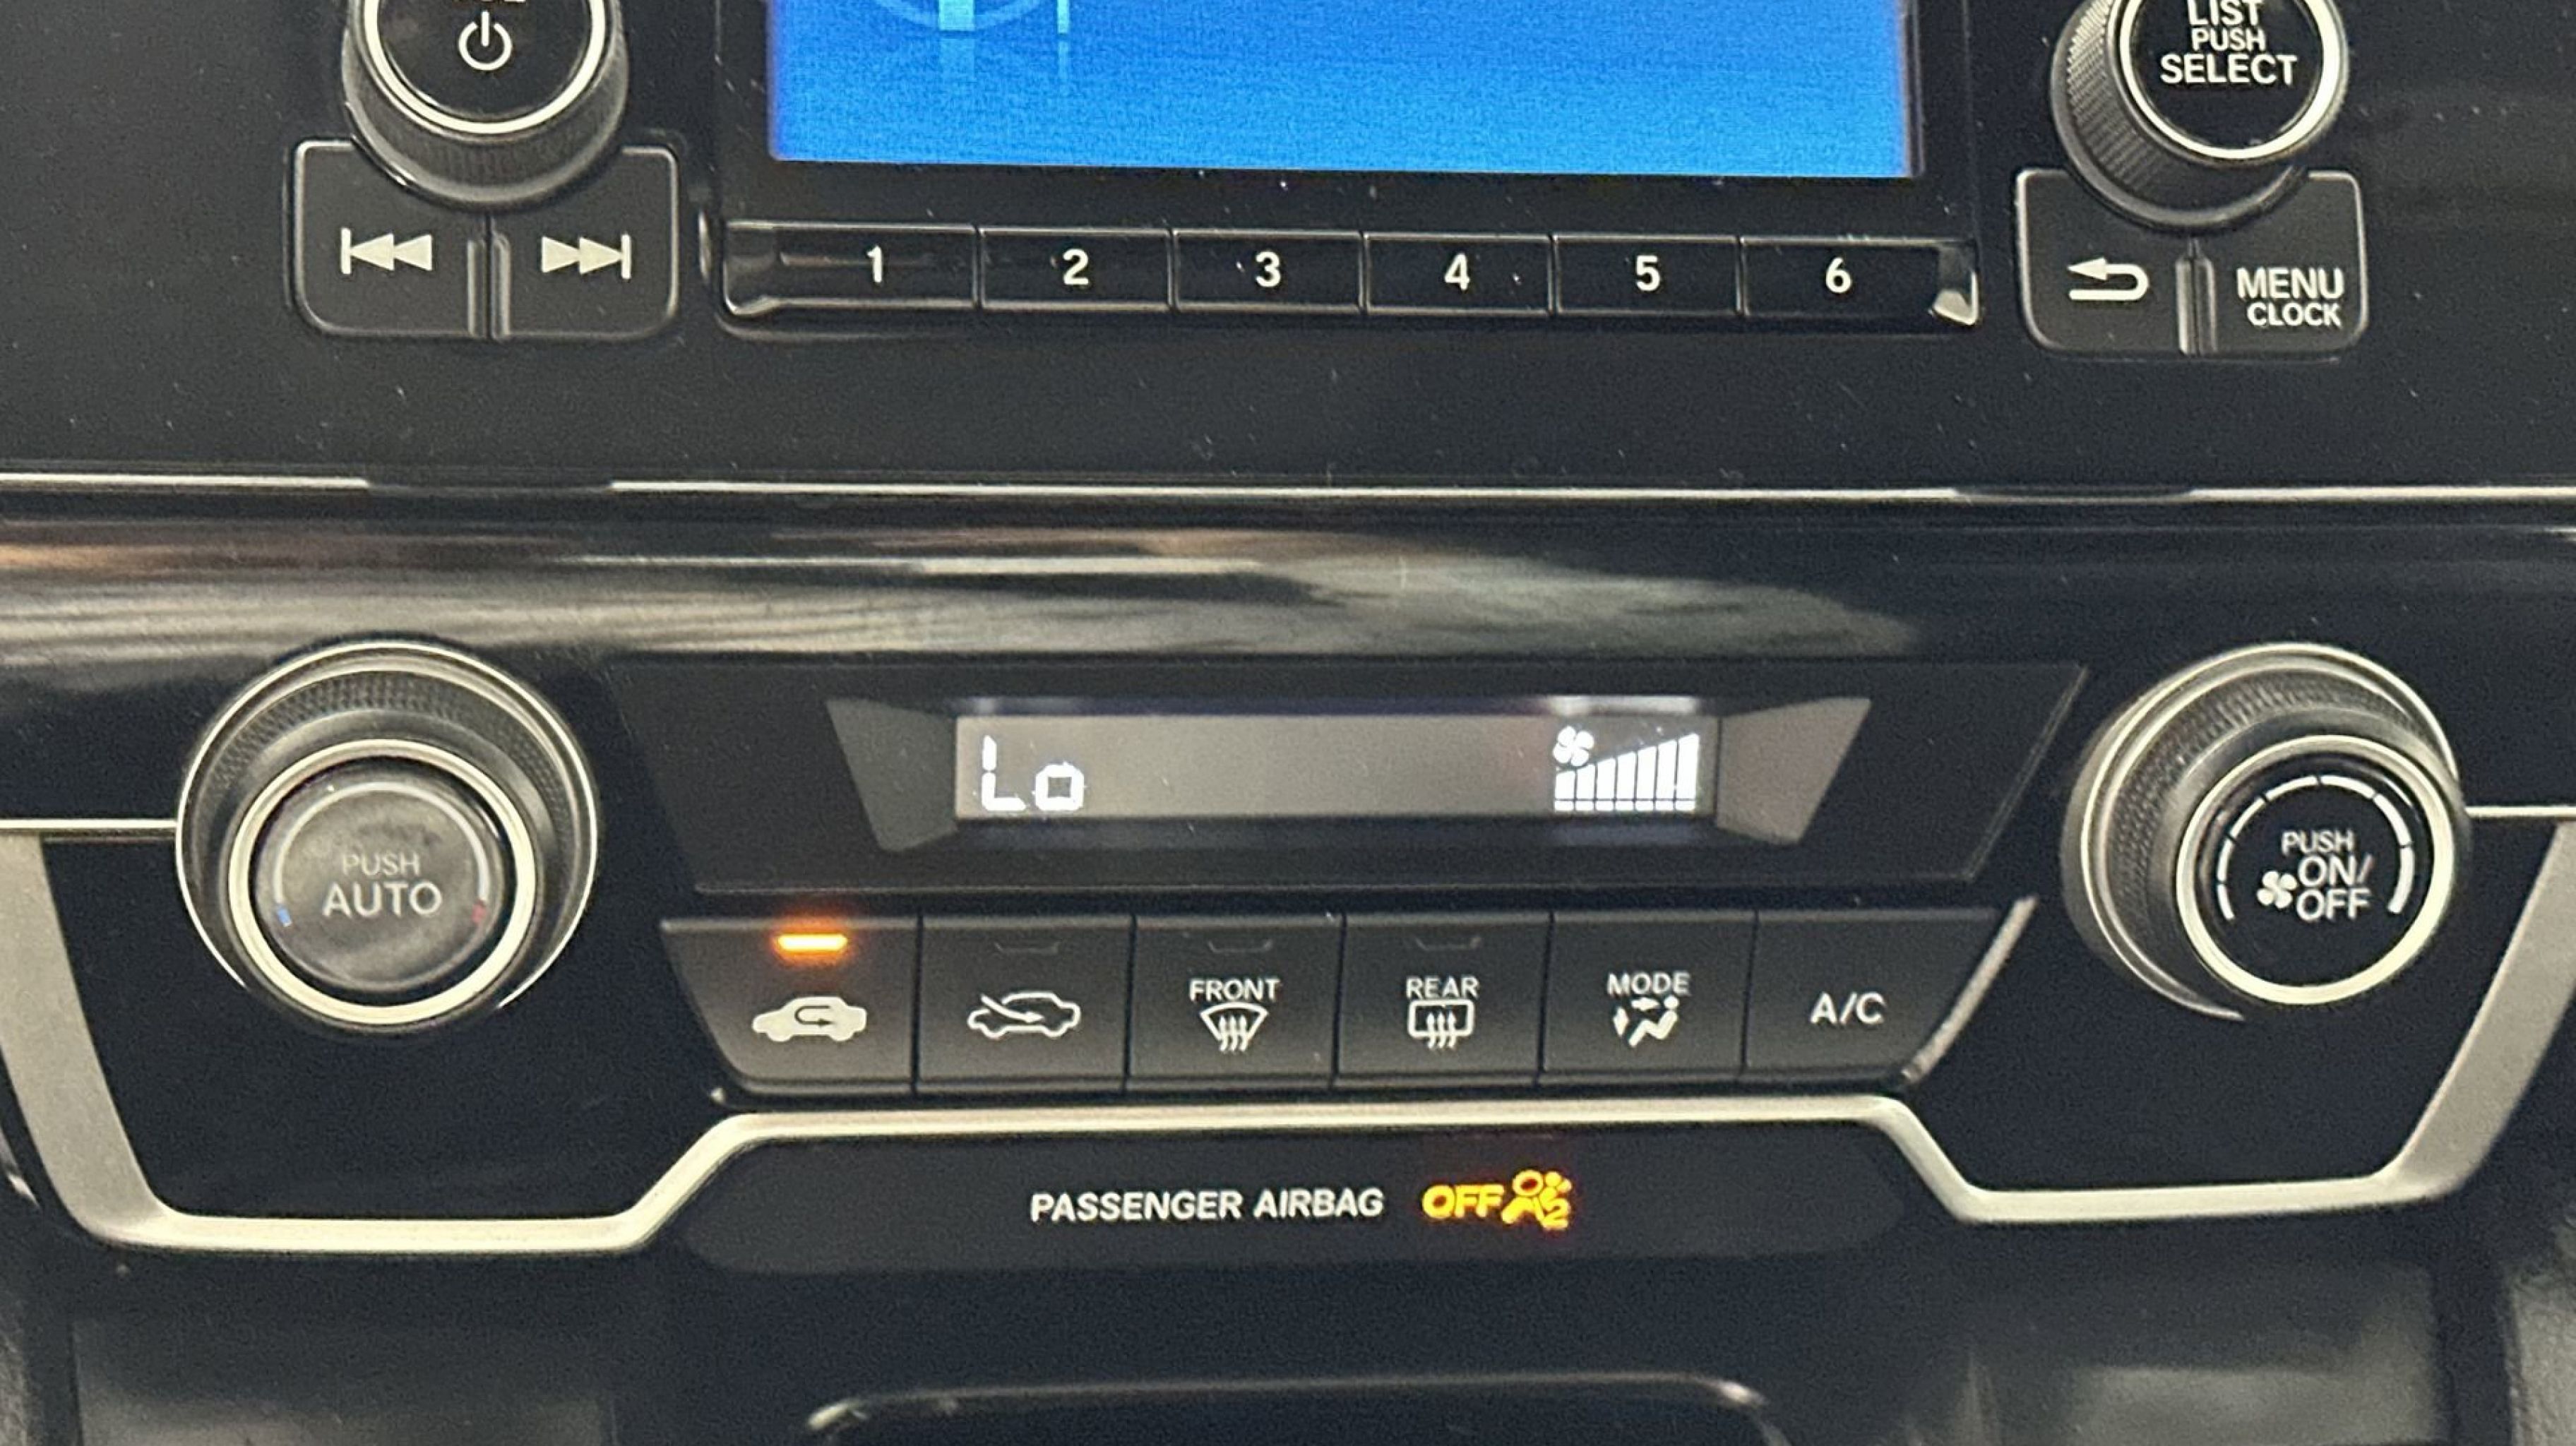 LIST
PUSH
SELECT
1 2 3 4 5 6
MENU
CLOCK
Lo
PUSH
AUTO
PUSH
ON/
OFF
FRONT
REAR
MODE
A/C
PASSENGER AIRBAG OFF 2